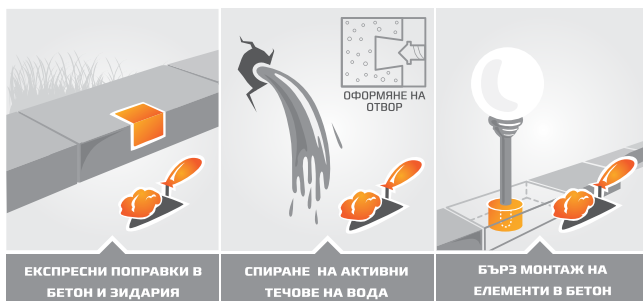 ОФОРМЯНЕ НА
ОТВОР
ЕКСПРЕСНИ ПОПРАВКИ В
БЕТОН И ЗИДАРИЯ
СПИРАНЕ НА АКТИВНИ
ТЕЧОВЕ НА ВОДА
БЪРЗ МОНТАЖ НА
ЕЛЕМЕНТИ В БЕТОН